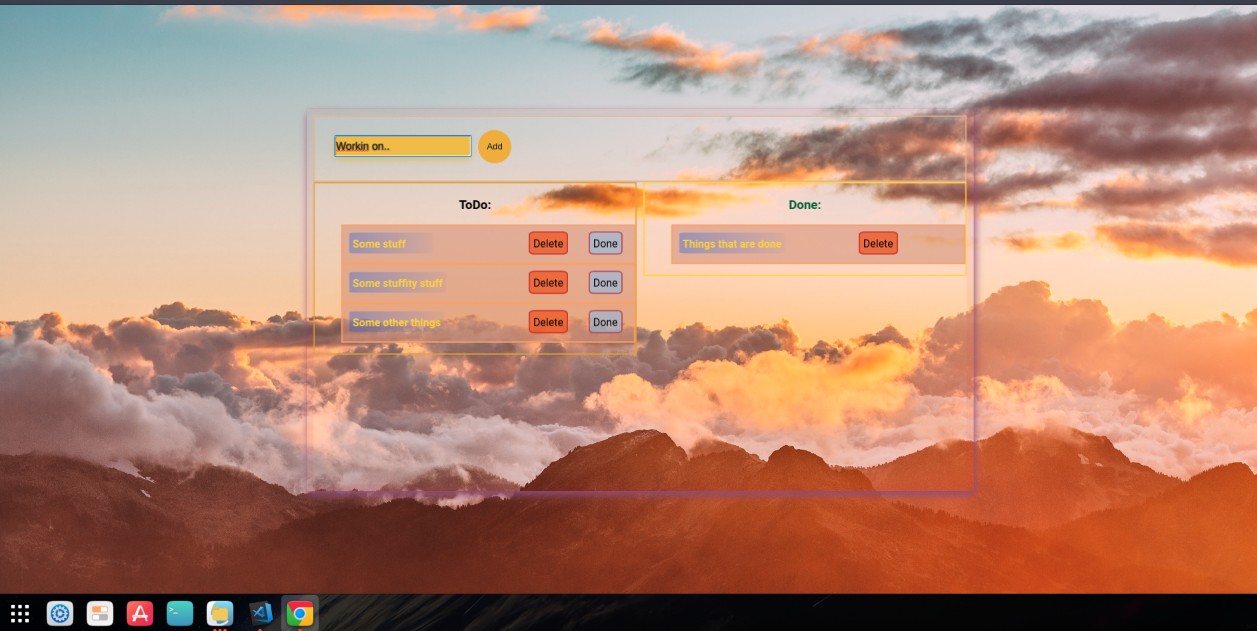 Workin on..
Add
ToDo:
Done:
Some stuff Delete Done
Things that are done Delete
Some stuffity stuff Delete Done
Some other things Delete Done